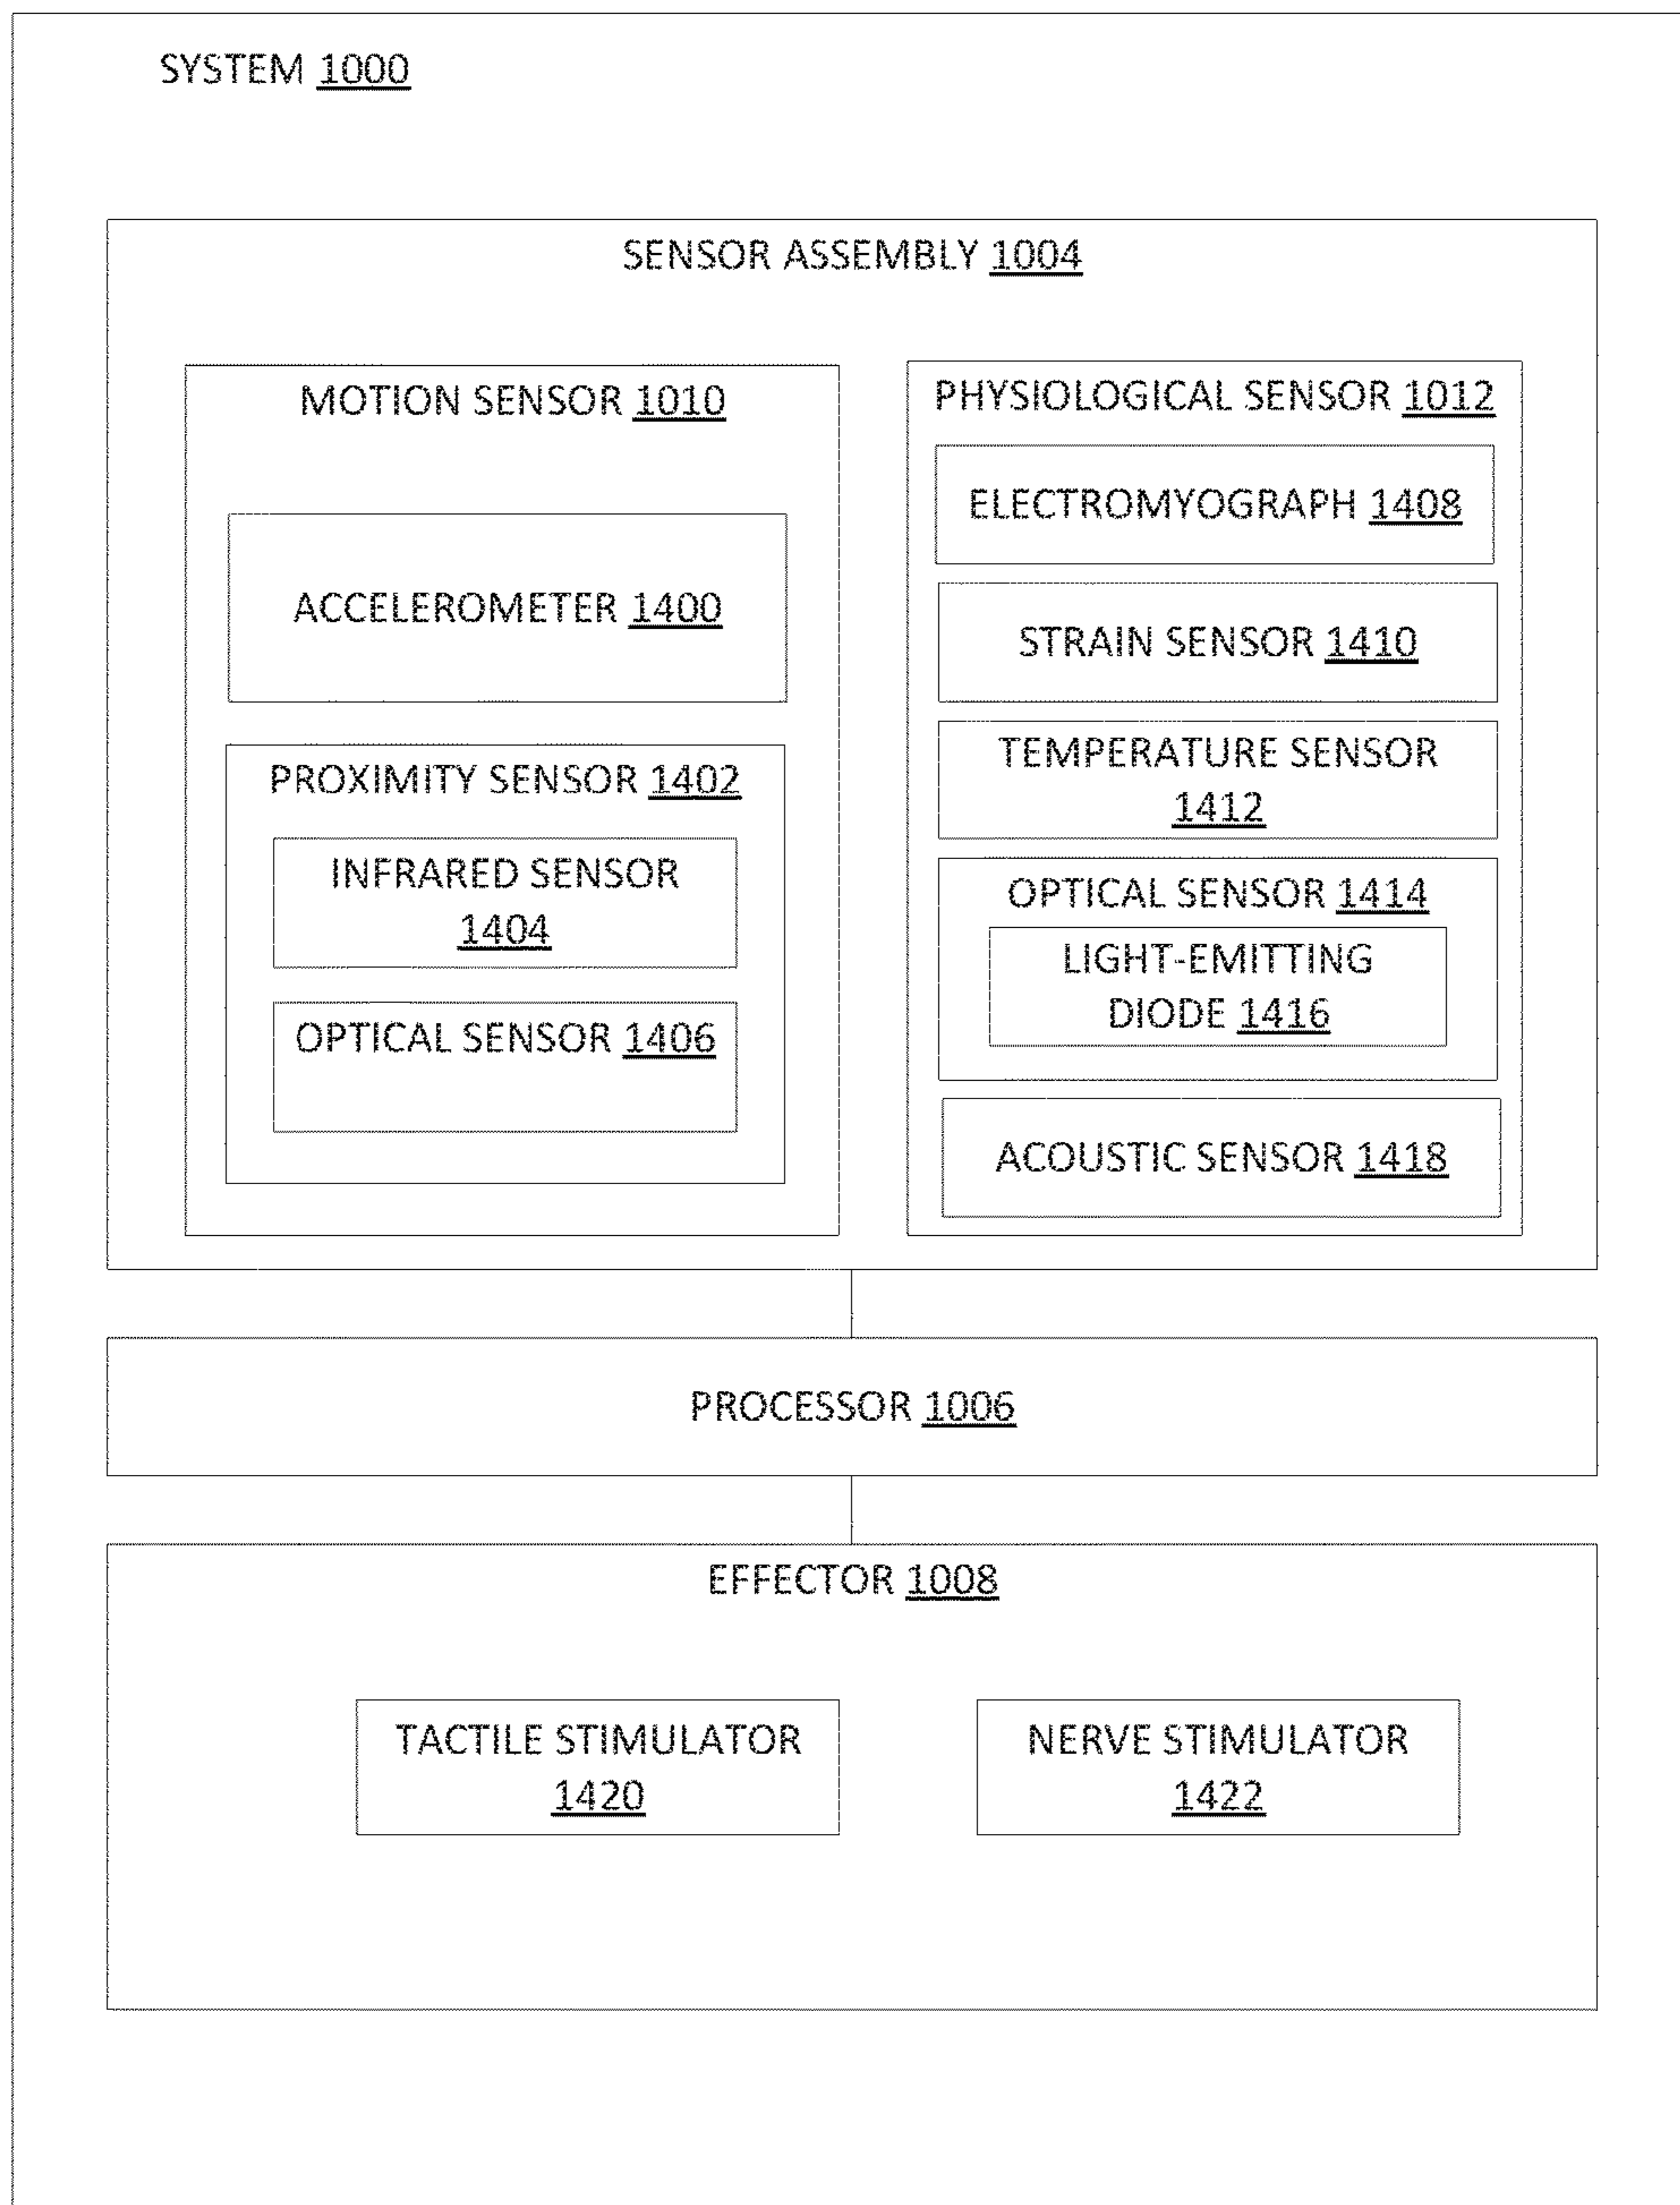 SYSTEM 1000
SENSOR ASSEMBLY 1004
MOTION SENSOR 1010
ACCELEROMETER 1400
PROXIMITY SENSOR 1402
INFRARED SENSOR
1404
OPTICAL SENSOR 1406
PHYSIOLOGICAL SENSOR 1012
ELECTROMYOGRAPH 1408
STRAIN SENSOR 1410
TEMPERATURE SENSOR
1412
OPTICAL SENSOR 1414
LIGHT-EMITTING
DIODE 1416
ACOUSTIC SENSOR 1418
PROCESSOR 1006
EFFECTOR 1008
TACTILE STIMULATOR
1420
NERVE STIMULATOR
1422